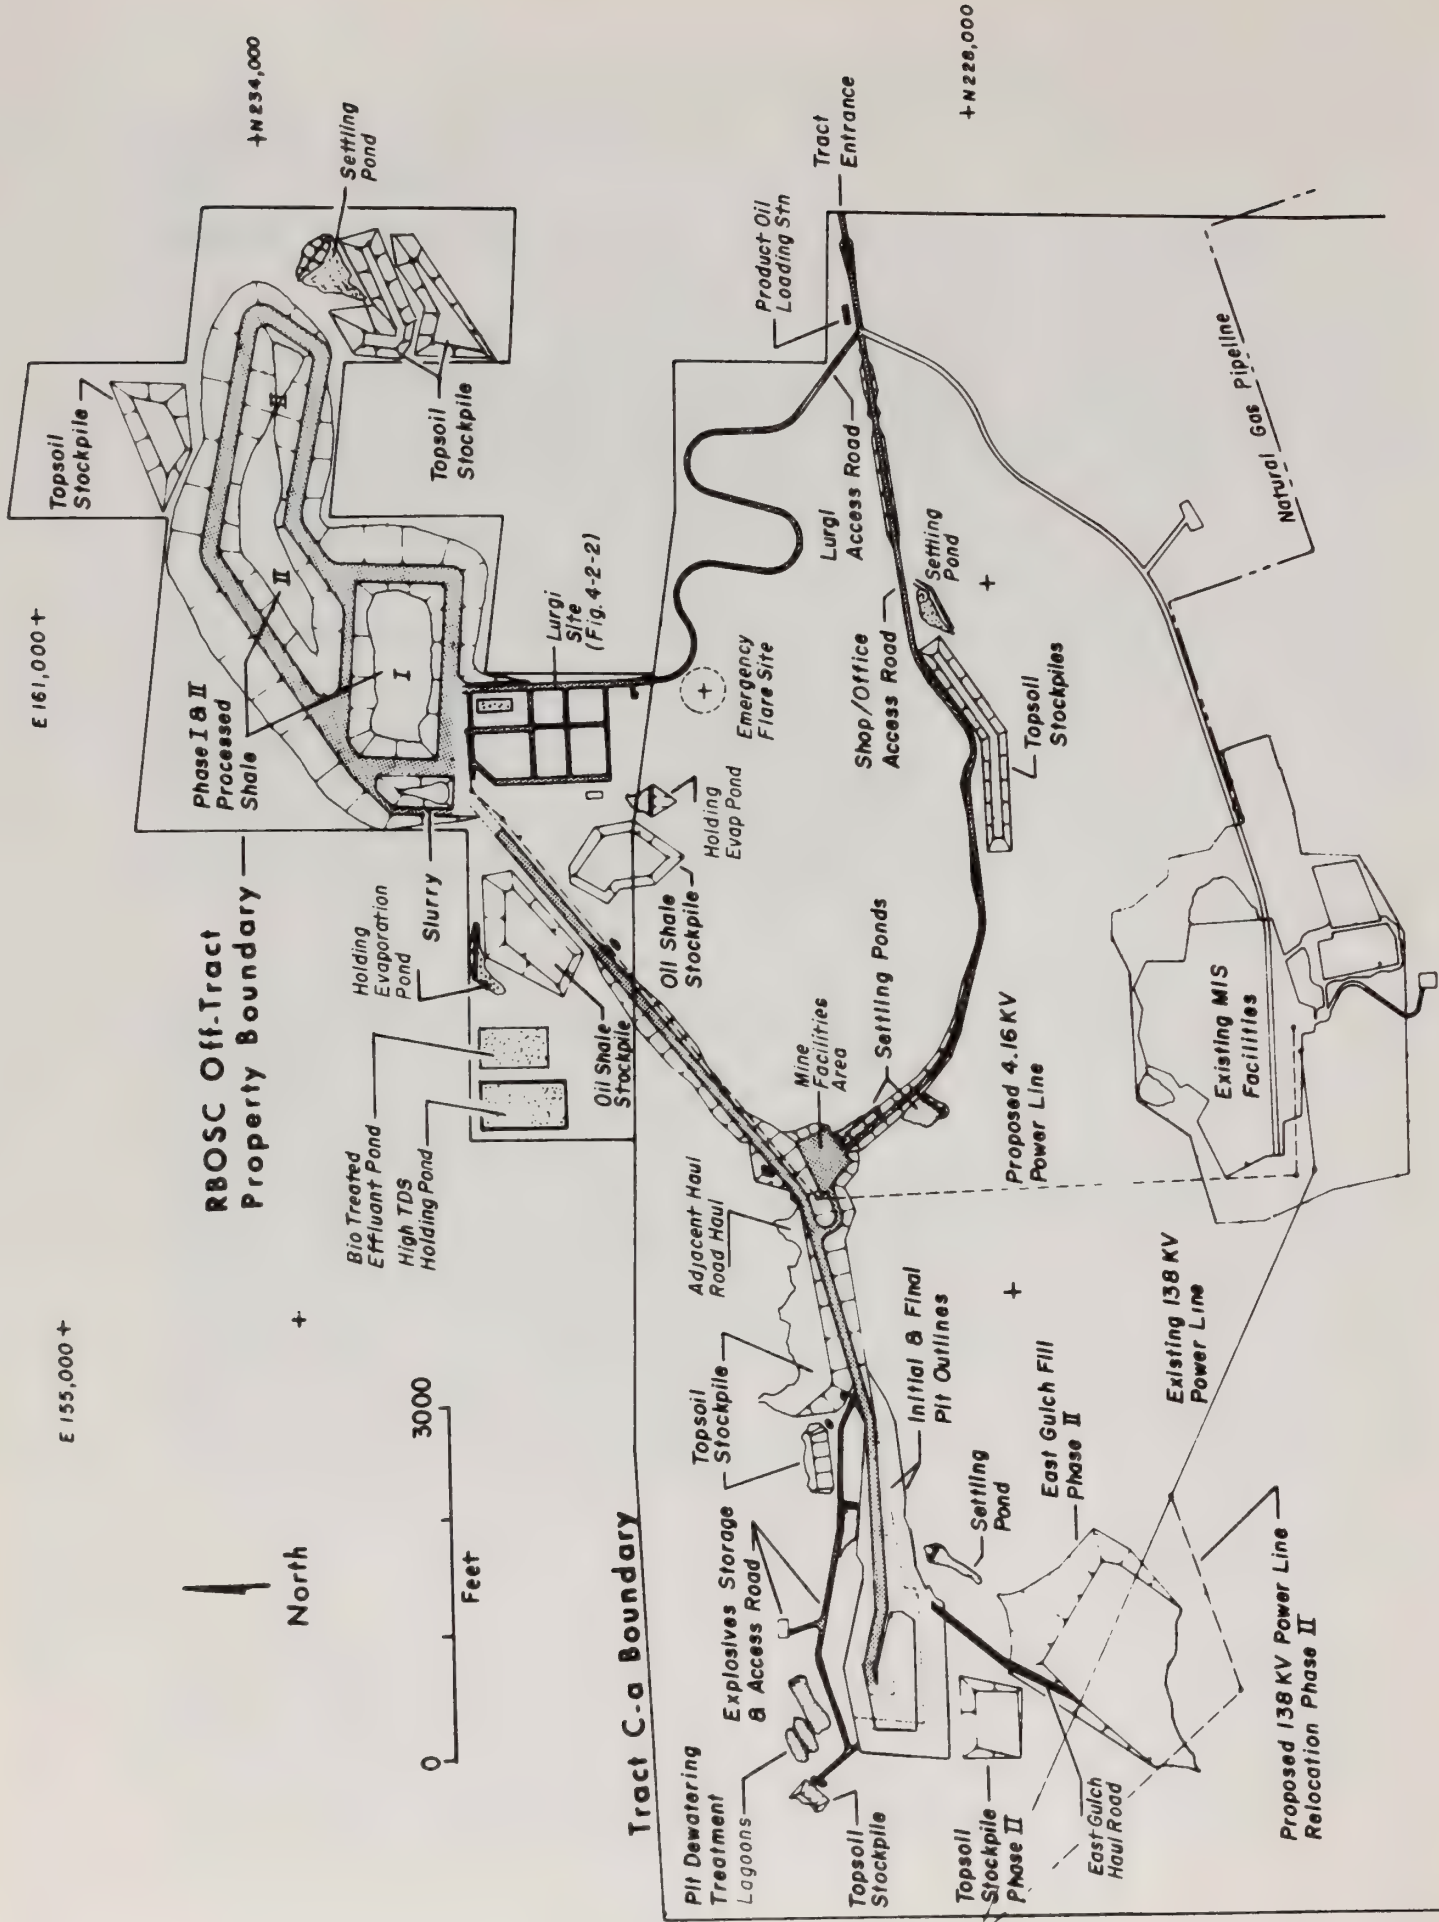 E 155,000 +
E 161,000 +
+N 234,000
+N 228,000
Topsoil
Stockpile
Settling
Pond
Topsoil
Stockpile
II
II
I
Phase I & II
Processed
Shale
RBOSC Off-Tract
Property Boundary
Slurry
Holding
Evaporation
Pond
Bio Treated
Effluant Pond
High TDS
Holding Pond
Oil Shale
Stockpile
Lurgi
Site
(Fig. 4-2-2)
Emergency
Flare Site
Holding
Evap Pond
Oil Shale
Stockpile
North
0
3000
Feet
Tract C-a Boundary
Product Oil
Loading Stn
Tract
Entrance
Lurgi
Access Road
Shop/Office
Access Road
Settling
Pond
Topsoil
Stockpiles
Natural Gas Pipeline
Mine
Facilities
Area
Settling Ponds
Proposed 4.16 KV
Power Line
Existing MIS
Facilities
Adjacent Haul
Road Haul
Topsoil
Stockpile
Initial & Final
Pit Outlines
Existing 138 KV
Power Line
Explosives Storage
& Access Road
Settling
Pond
East Gulch Fill
Phase II
Pit Dewatering
Treatment
Lagoons
Topsoil
Stockpile
Topsoil
Stockpile
Phase II
East Gulch
Haul Road
Proposed 138 KV Power Line
Relocation Phase II